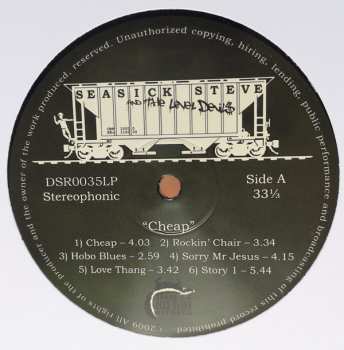 reserved. Unauthorized copying, hiring, lending, public performance and broadcasting of this record prohibited.
©2009 All rights of the producer and the owner of the work produced, reserved.
SEASICK STEVE
AND THE LEVEL DEVILS
DSR0035LP
Side A
Stereophonic
33⅓
"Cheap"
1) Cheap – 4.03 2) Rockin' Chair – 3.34
3) Hobo Blues – 2.59 4) Sorry Mr Jesus – 4.15
5) Love Thang – 3.42 6) Story 1 – 5.44